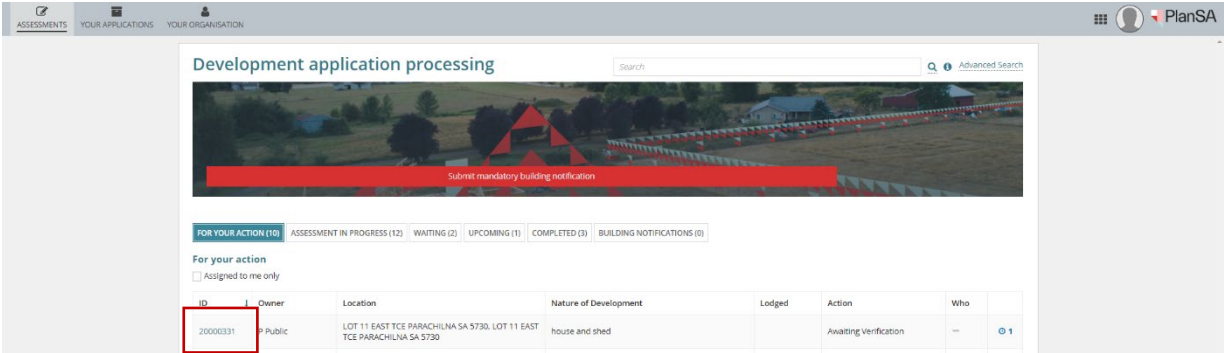 ASSESSMENTS YOUR APPLICATIONS YOUR ORGANISATION
PlanSA
Development application processing
Search
Advanced Search
Submit mandatory building notification
FOR YOUR ACTION (10) ASSESSMENT IN PROGRESS (12) WAITING (2) UPCOMING (1) COMPLETED (3) BUILDING NOTIFICATIONS (0)
For your action
Assigned to me only
ID ↓ Owner Location Nature of Development Lodged Action Who
20000331 P Public LOT 11 EAST TCE PARACHILNA SA 5730, LOT 11 EAST house and shed Awaiting Verification — 1
TCE PARACHILNA SA 5730